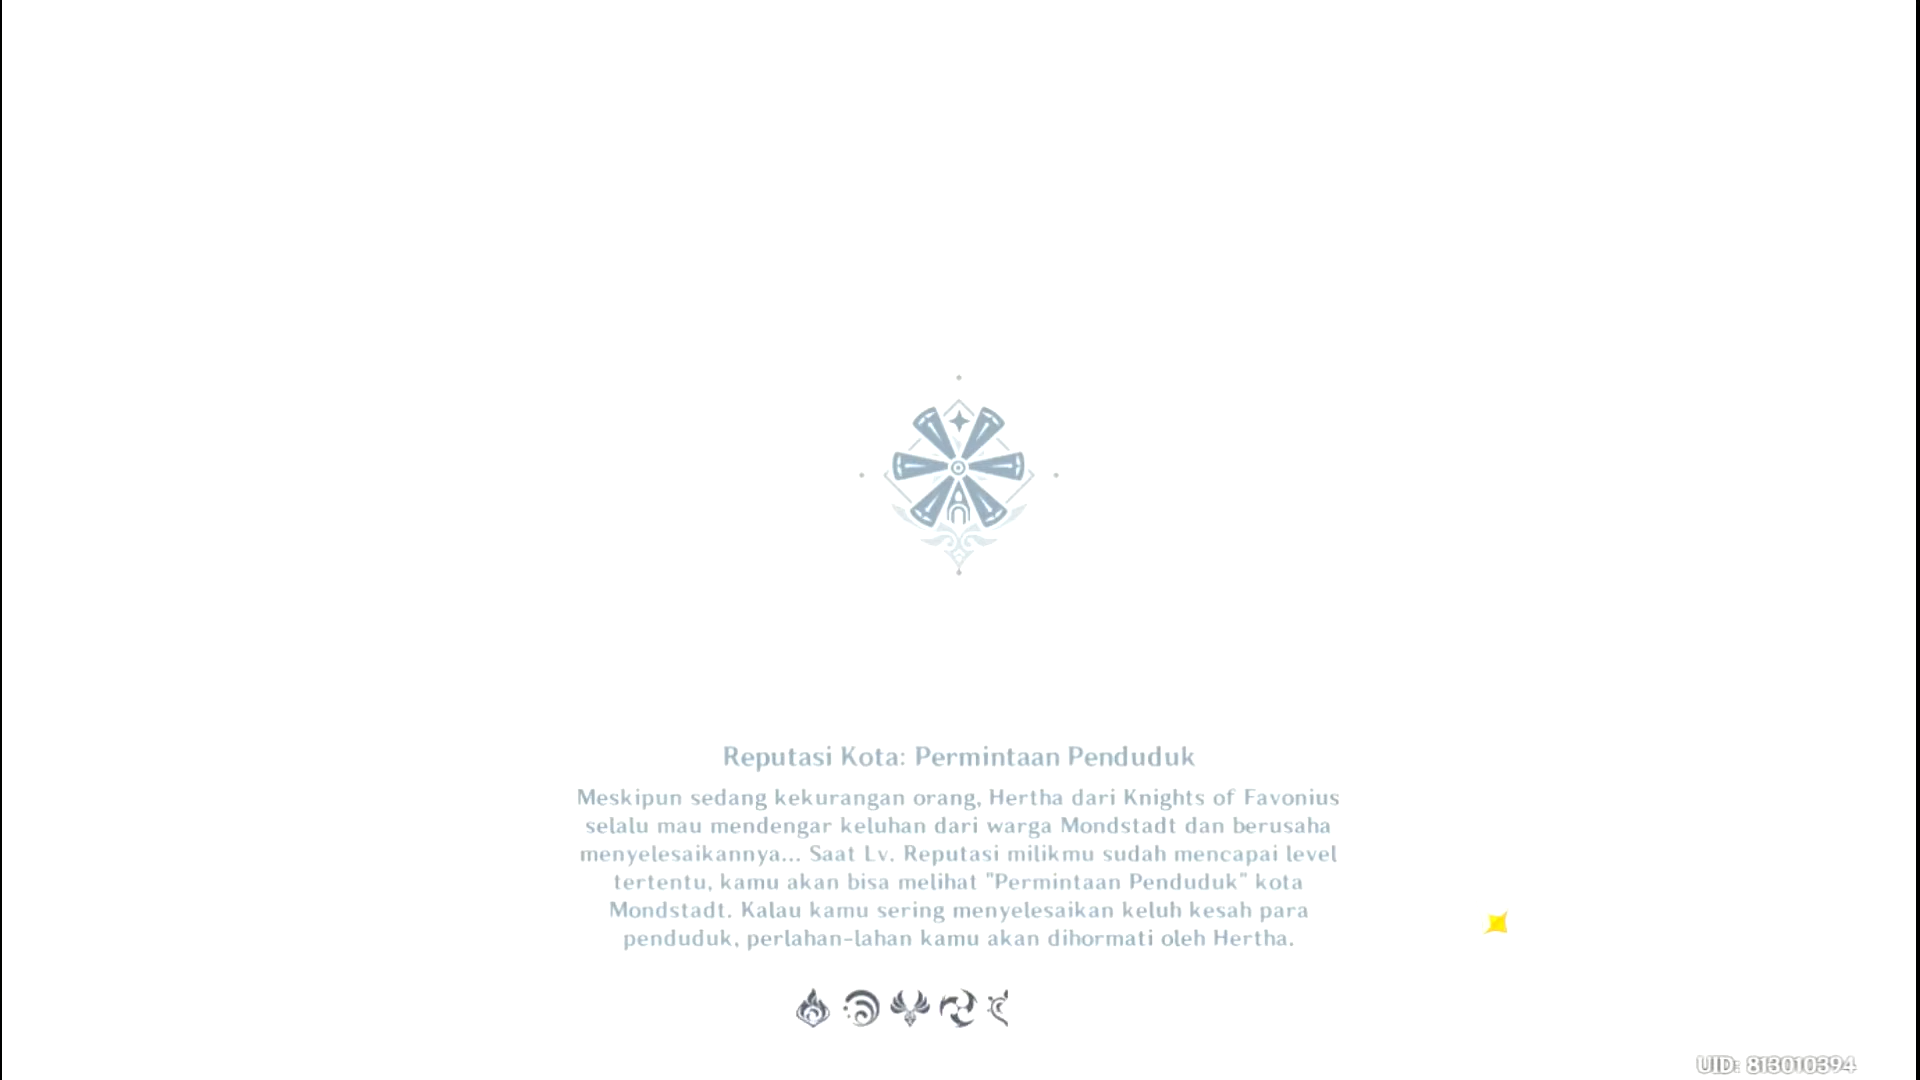 Reputasi Kota: Permintaan Penduduk
Meskipun sedang kekurangan orang, Hertha dari Knights of Favonius
selalu mau mendengar keluhan dari warga Mondstadt dan berusaha
menyelesaikannya... Saat Lv. Reputasi milikmu sudah mencapai level
tertentu, kamu akan bisa melihat "Permintaan Penduduk" kota
Mondstadt. Kalau kamu sering menyelesaikan keluh kesah para
penduduk, perlahan-lahan kamu akan dihormati oleh Hertha.
UID: 813010394